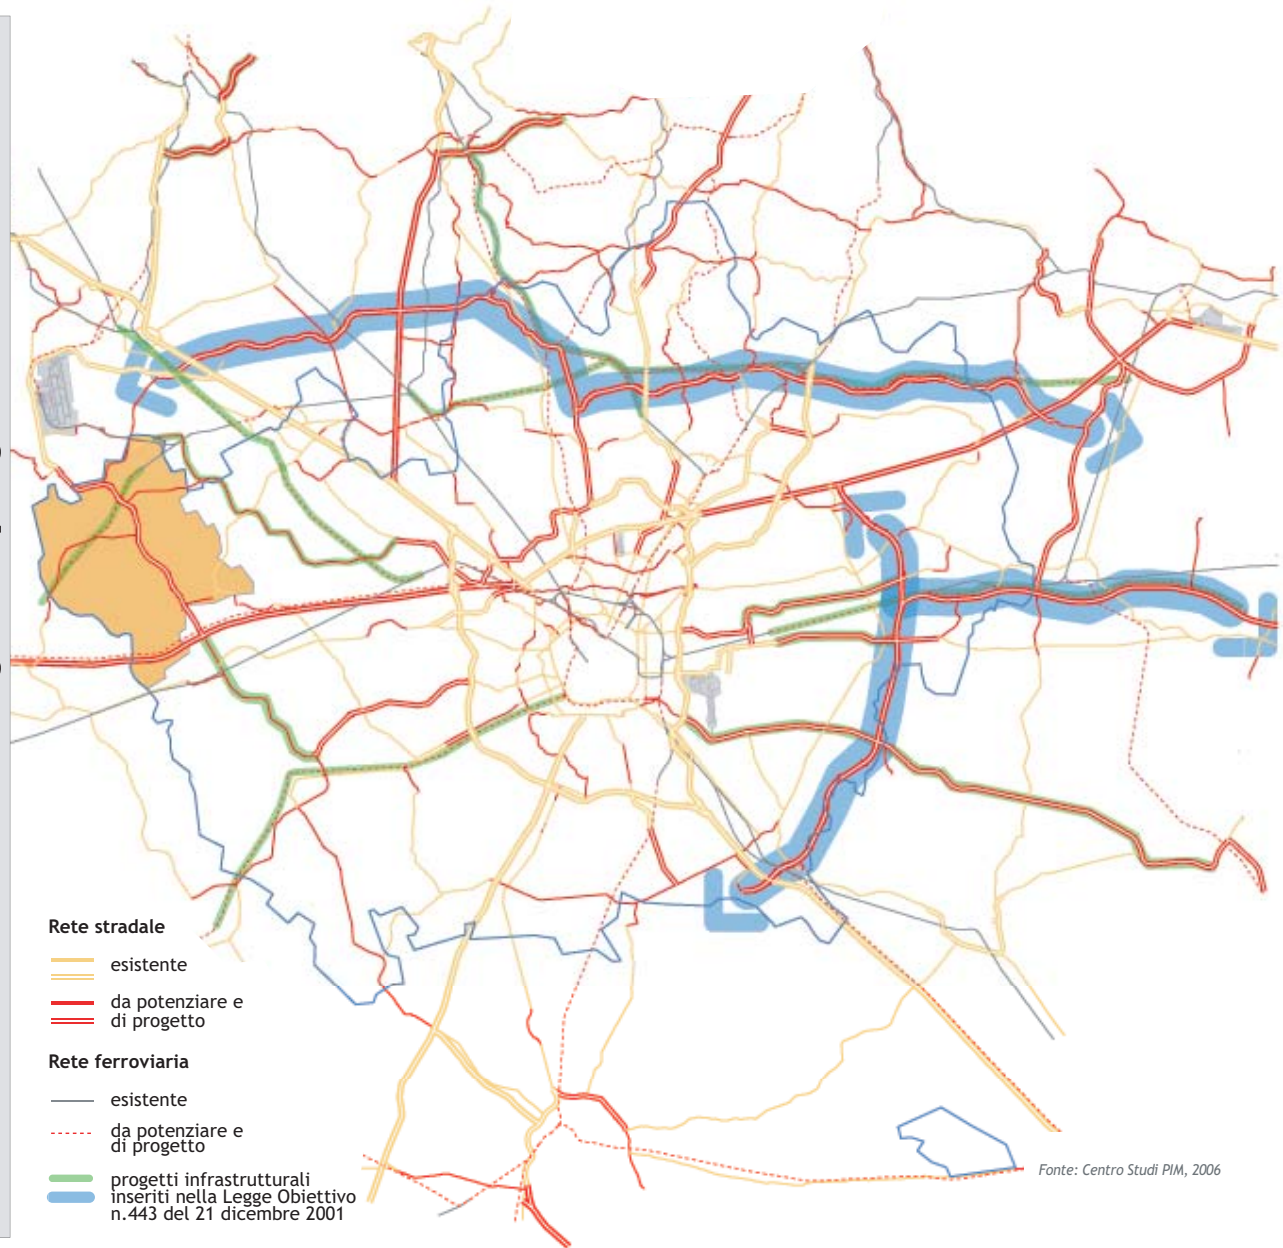 Rete stradale
esistente
da potenziare e
di progetto
Rete ferroviaria
esistente
da potenziare e
di progetto
progetti infrastrutturali
inseriti nella Legge Obiettivo
n.443 del 21 dicembre 2001
Fonte: Centro Studi PIM, 2006